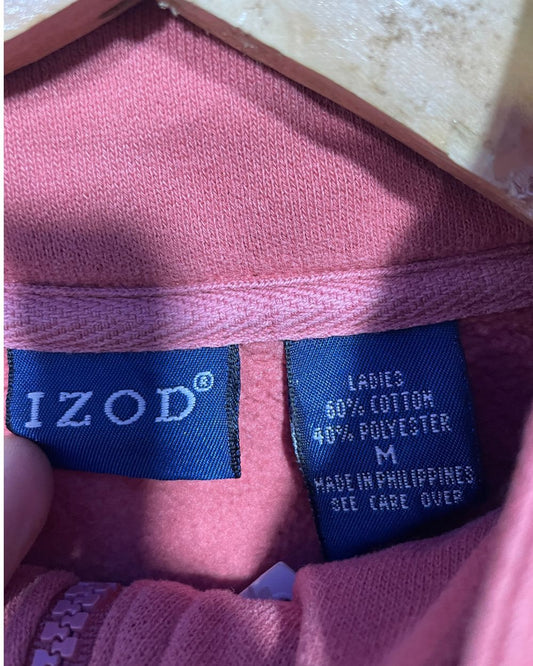 IZOD®
LADIES
60% COTTON
40% POLYESTER
M
MADE IN PHILIPPINES
SEE CARE OVER